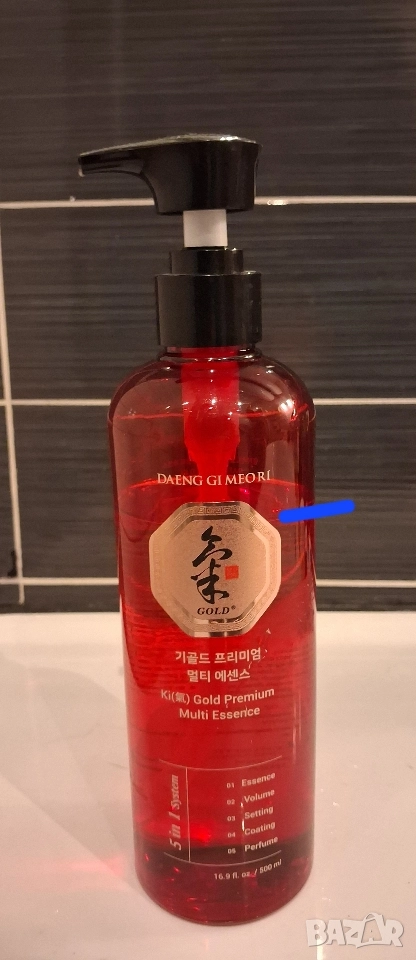 DAENG GI MEO RI
氣
GOLD®
기골드 프리미엄
멀티 에센스
Ki(氣) Gold Premium
Multi Essence
5 in 1 System
01 Essence
02 Volume
03 Setting
04 Coating
05 Perfume
16.9 fl. oz. / 500 ml
BAZAR